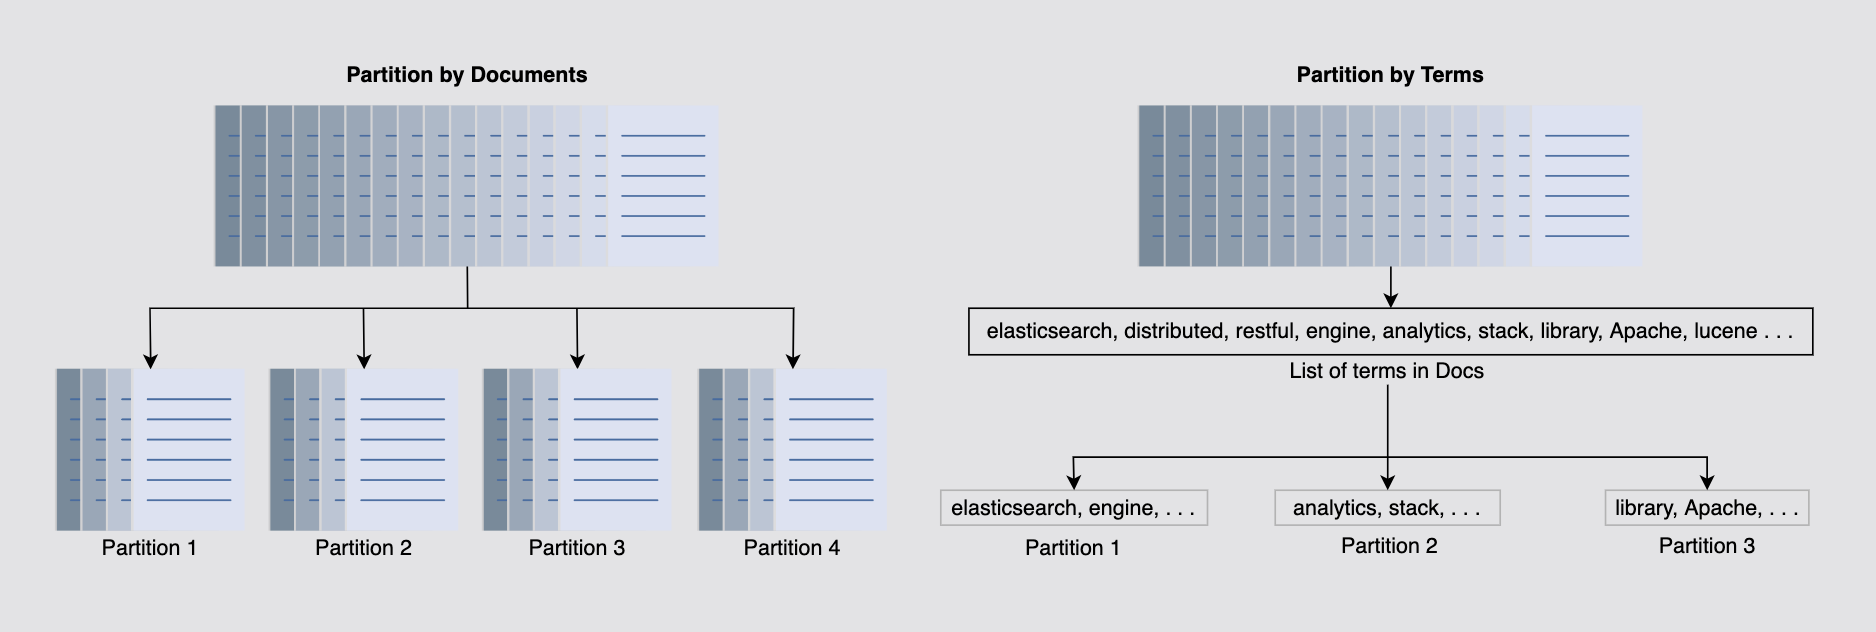 Partition by Documents
Partition 1
Partition 2
Partition 3
Partition 4
Partition by Terms
elasticsearch, distributed, restful, engine, analytics, stack, library, Apache, lucene . . .
List of terms in Docs
elasticsearch, engine, . . .
analytics, stack, . . .
library, Apache, . . .
Partition 1
Partition 2
Partition 3